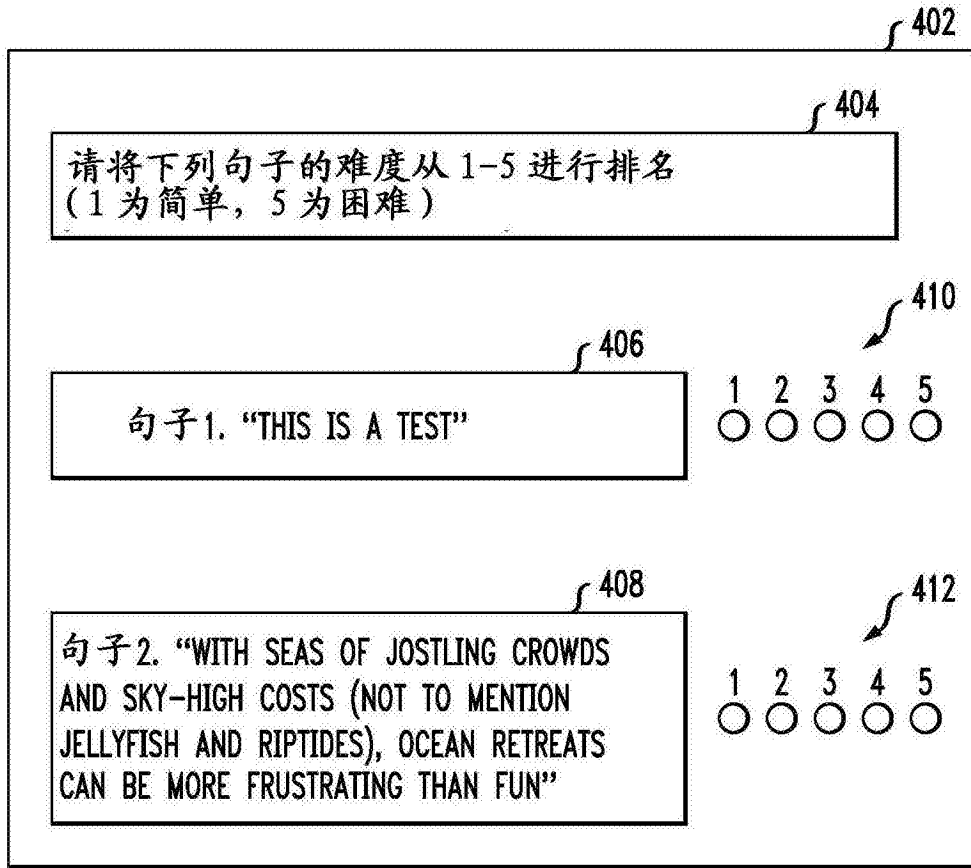 402
404
请将下列句子的难度从 1-5 进行排名
(1 为简单, 5 为困难)
410
406
句子1. “THIS IS A TEST”
1 2 3 4 5
412
408
句子2. “WITH SEAS OF JOSTLING CROWDS
AND SKY-HIGH COSTS (NOT TO MENTION
JELLYFISH AND RIPTIDES), OCEAN RETREATS
CAN BE MORE FRUSTRATING THAN FUN”
1 2 3 4 5